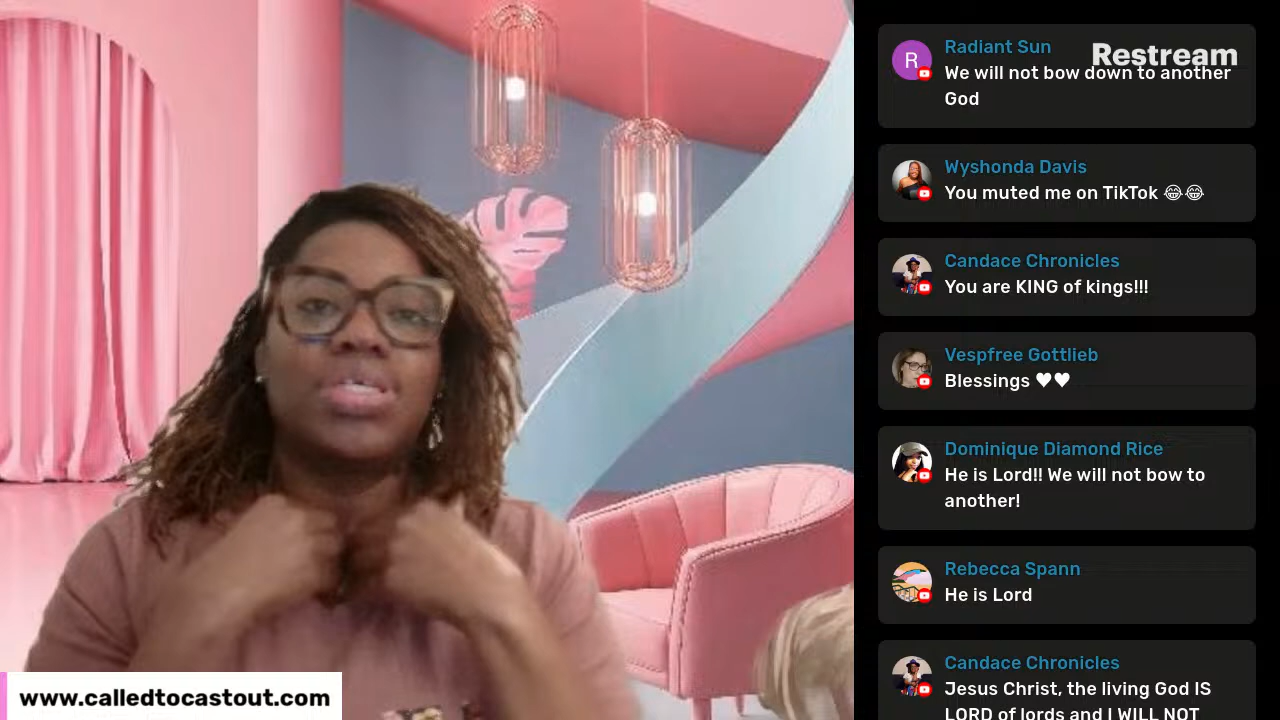 Radiant Sun
Restream
R
We will not bow down to another
God
Wyshonda Davis
You muted me on TikTok 😂😂
Candace Chronicles
You are KING of kings!!!
Vespfree Gottlieb
Blessings ♥♥
Dominique Diamond Rice
He is Lord!! We will not bow to
another!
Rebecca Spann
He is Lord
Candace Chronicles
Jesus Christ, the living God IS
LORD of lords and I WILL NOT
www.calledtocastout.com